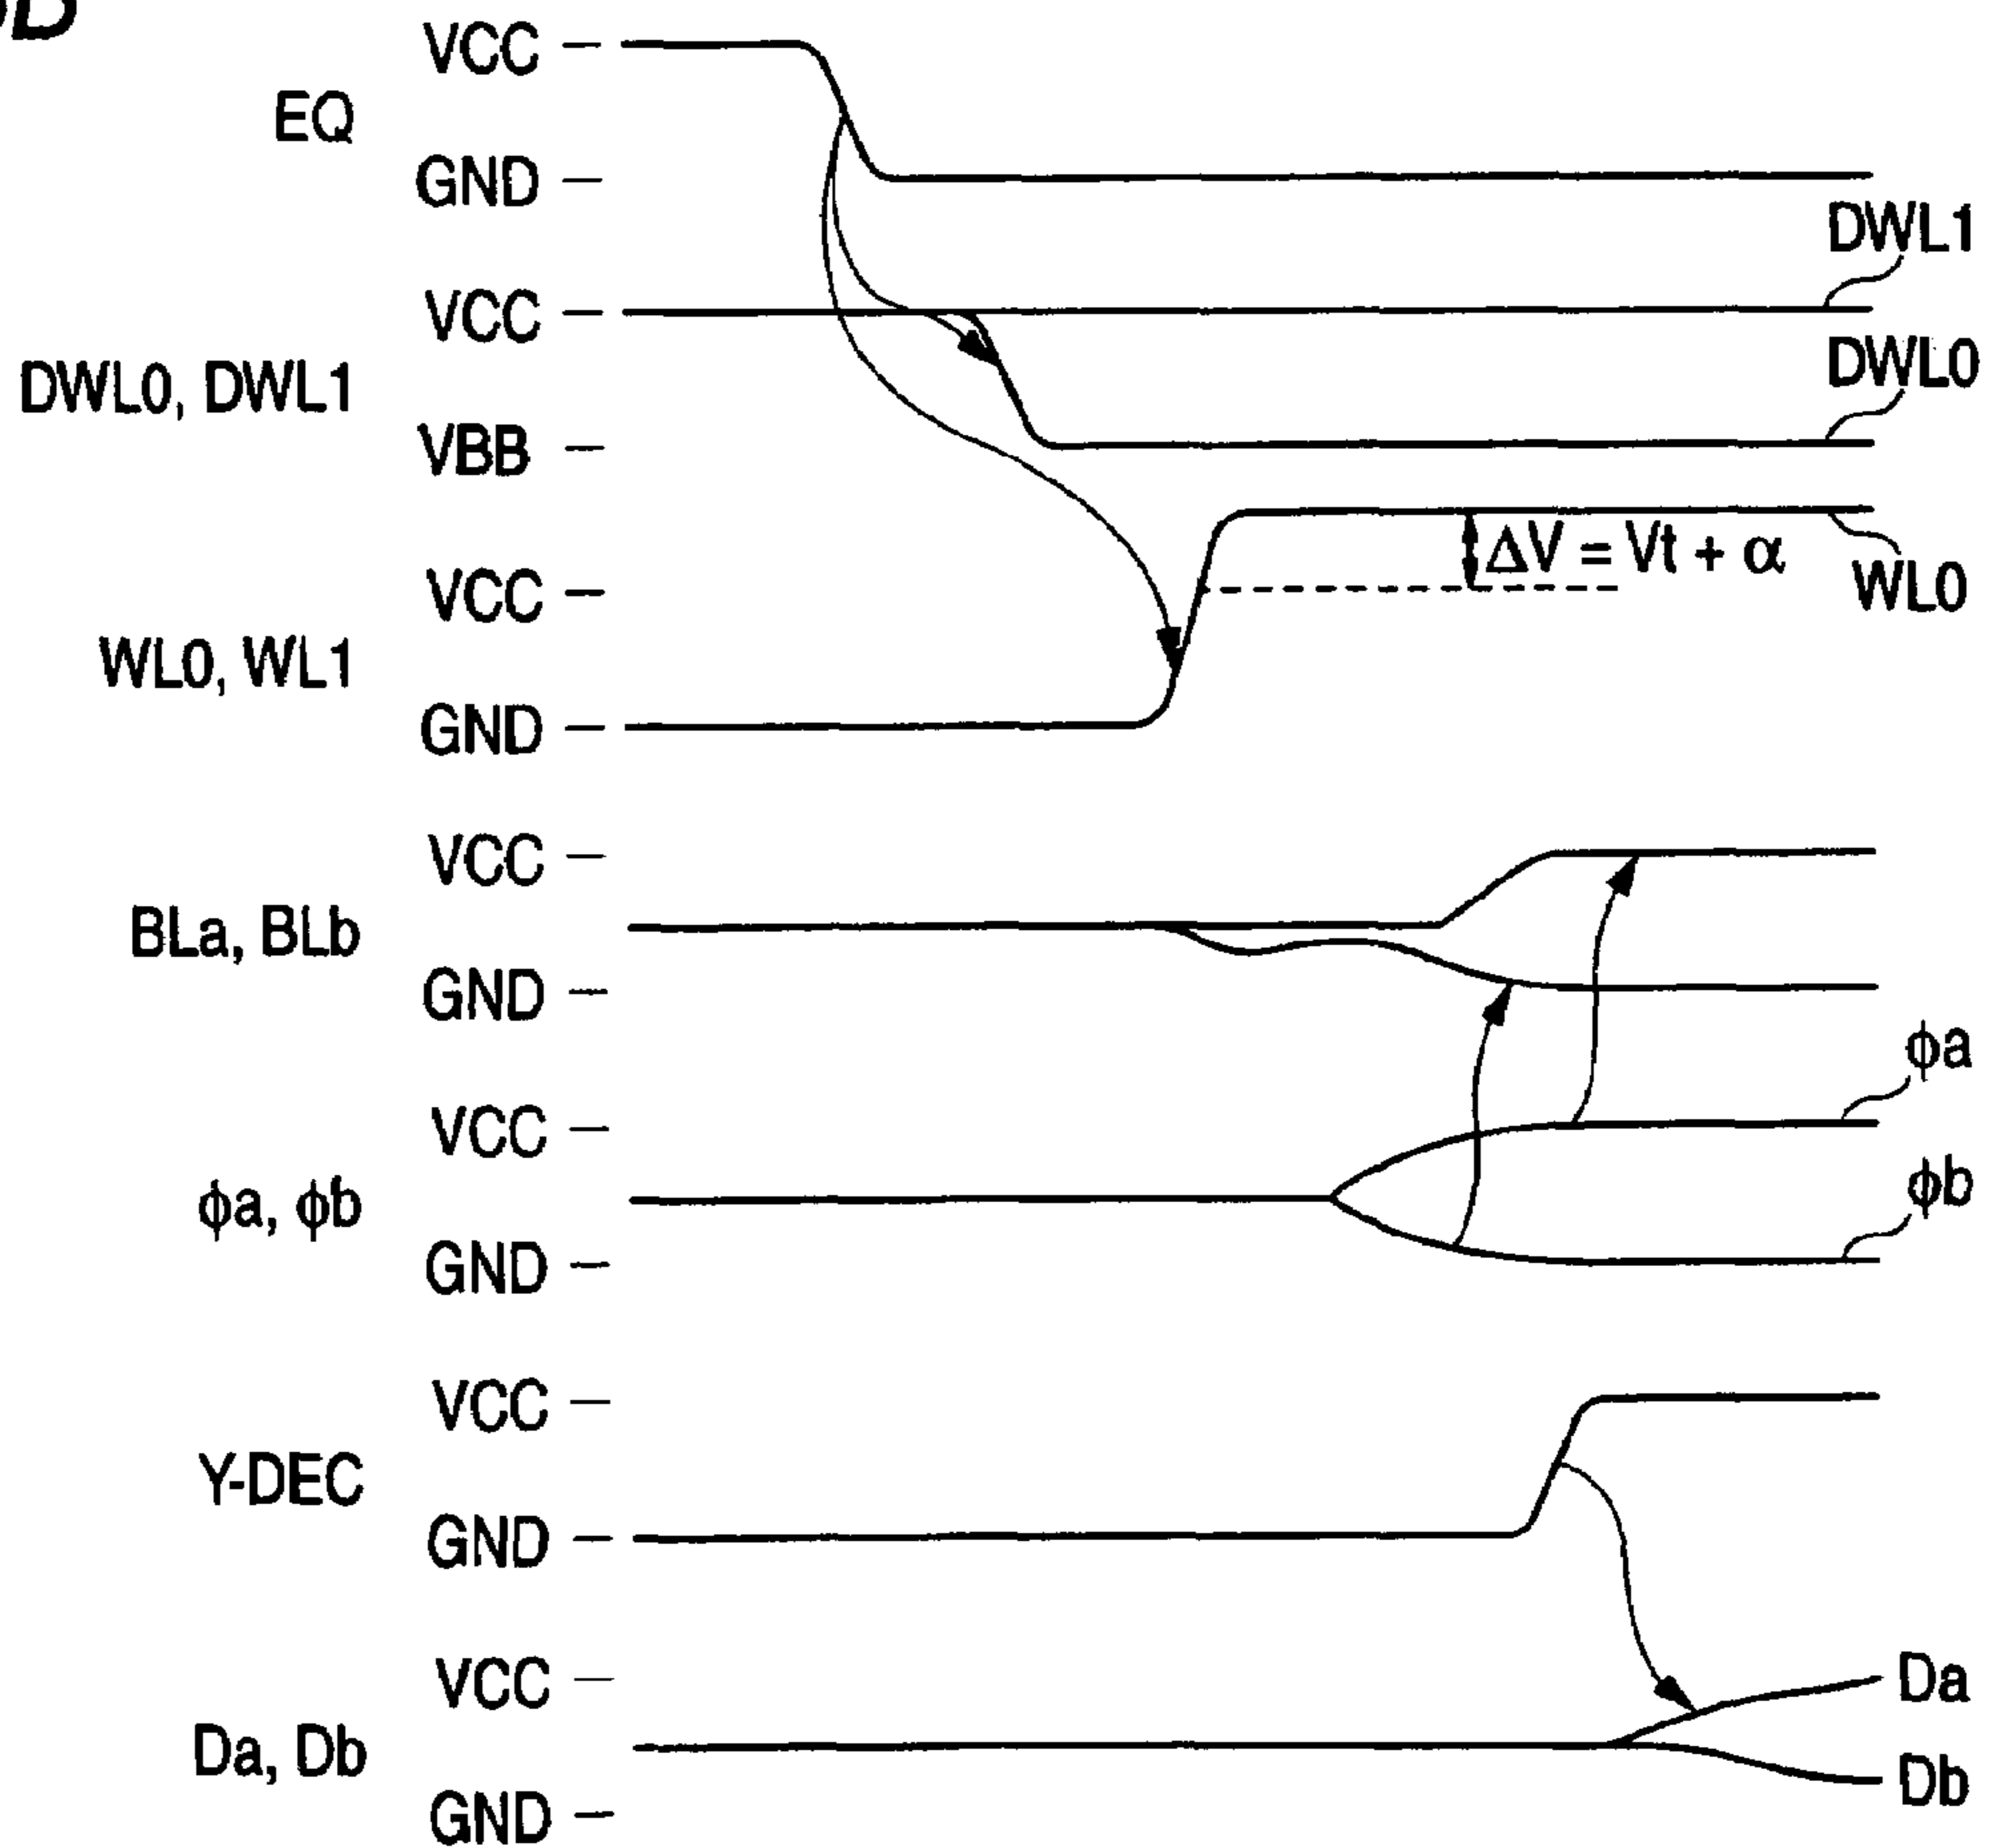 VCC
EQ
GND
DWL1
VCC
DWL0
DWL0, DWL1
VBB
ΔV = Vt + α
VCC
WL0
WL0, WL1
GND
VCC
BLa, BLb
GND
ϕa
VCC
ϕb
ϕa, ϕb
GND
VCC
Y-DEC
GND
VCC
Da
Da, Db
Db
GND